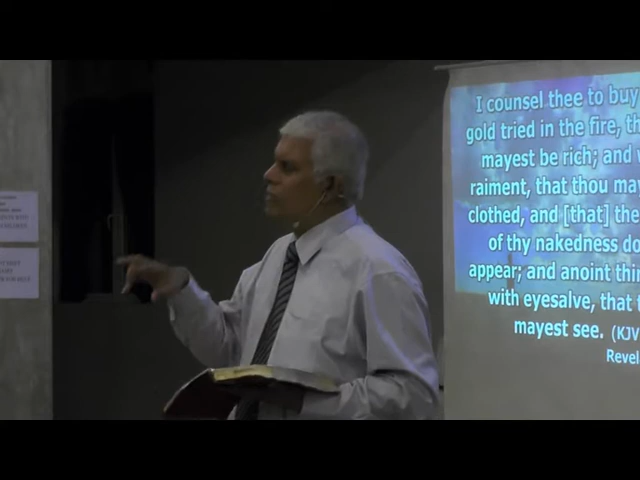 I counsel thee to buy
gold tried in the fire, th
mayest be rich; and w
raiment, that thou may
clothed, and [that] the
of thy nakedness do
appear; and anoint thi
with eyesalve, that t
mayest see. (KJV
Revel